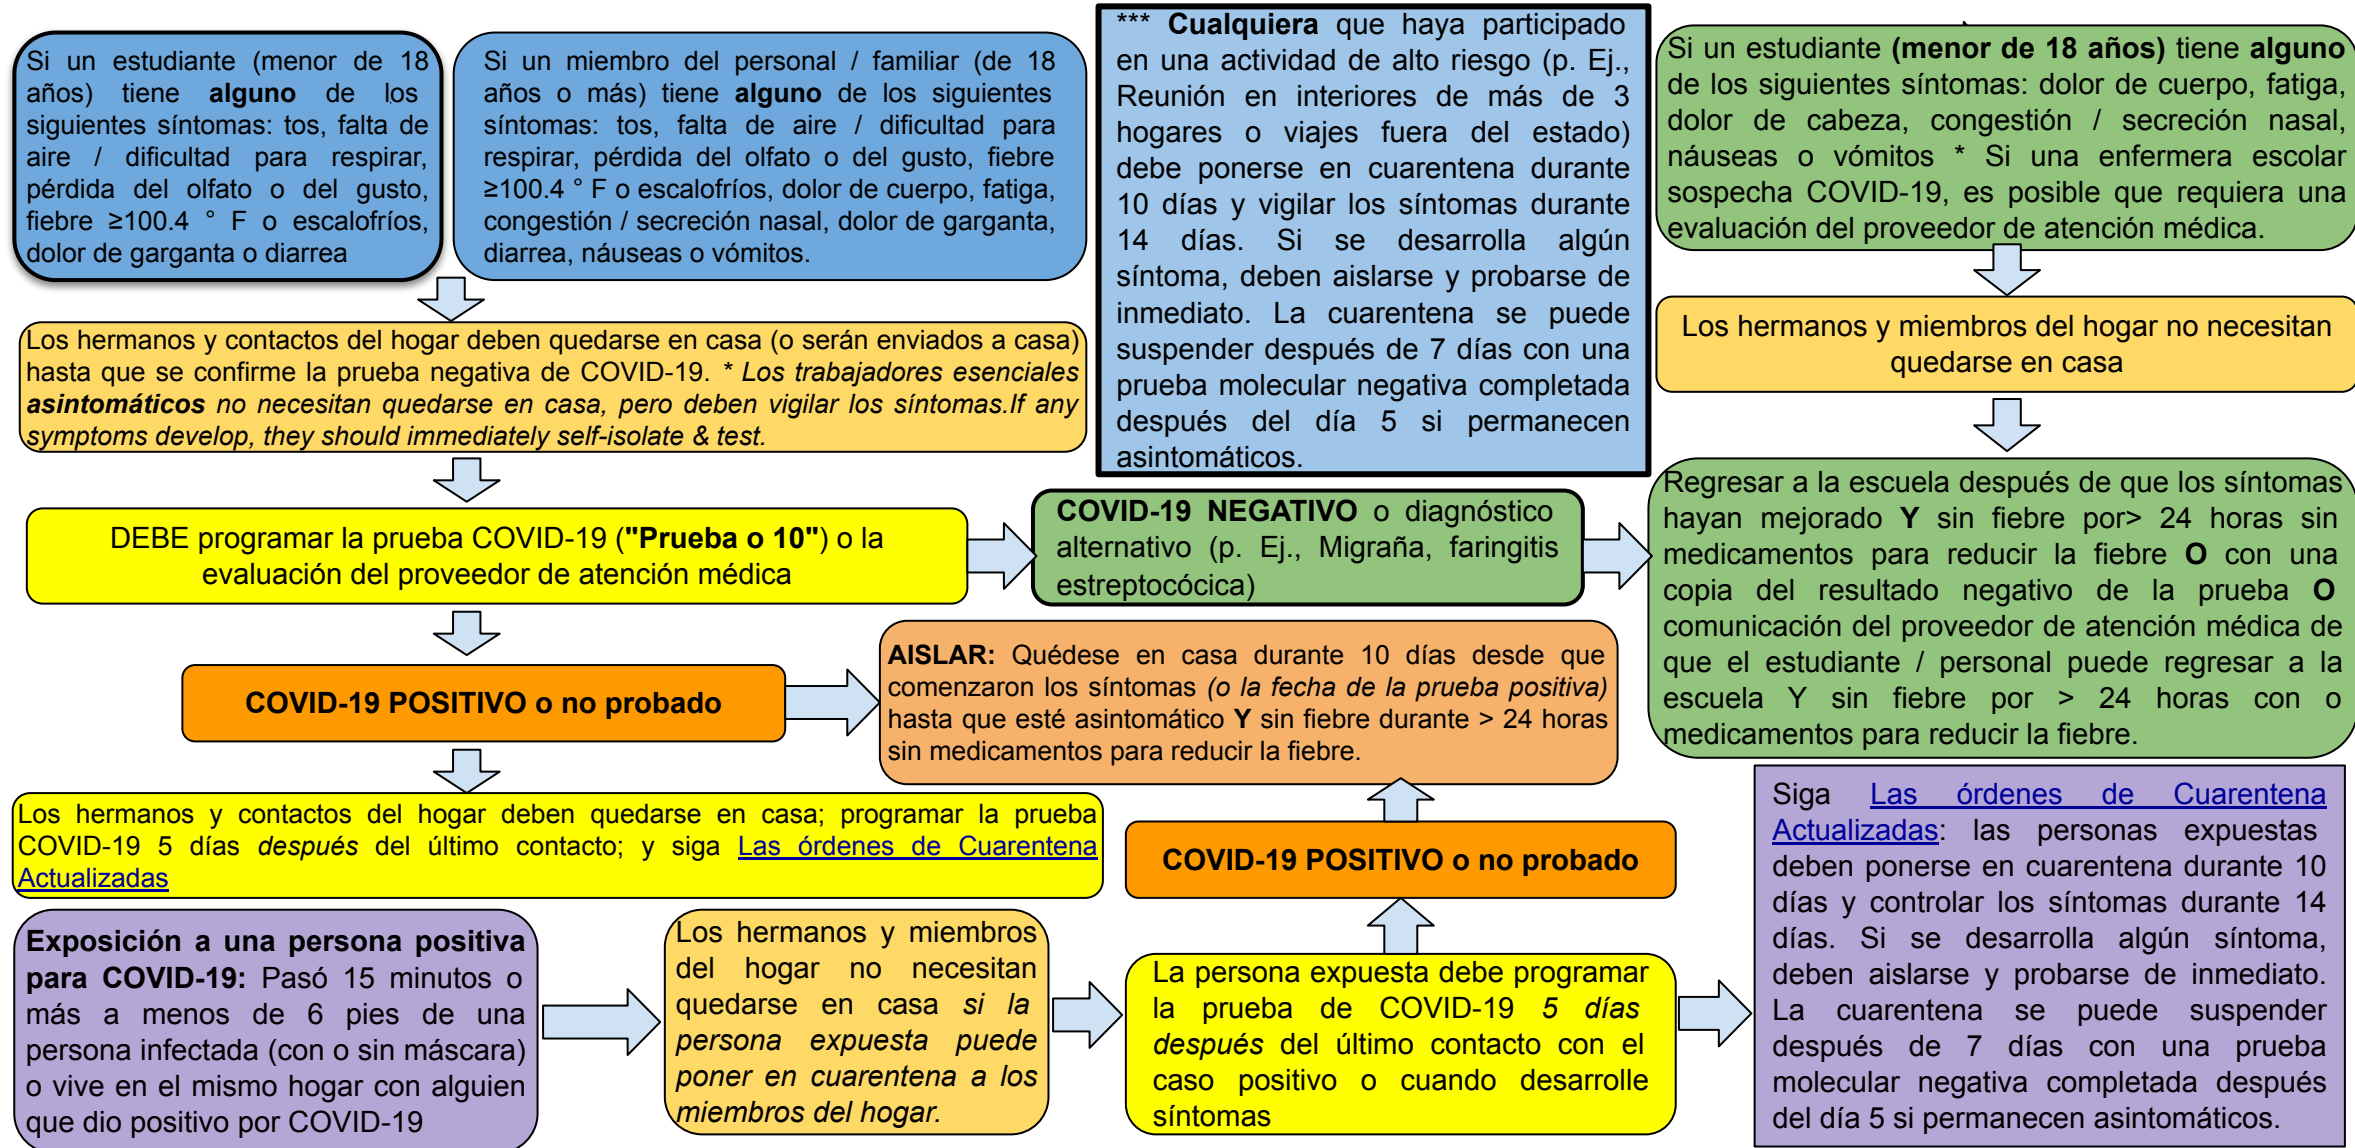 Si un estudiante (menor de 18
años) tiene alguno de los
siguientes síntomas: tos, falta de
aire / dificultad para respirar,
pérdida del olfato o del gusto,
fiebre ≥100.4 ° F o escalofríos,
dolor de garganta o diarrea
Si un miembro del personal / familiar (de 18
años o más) tiene alguno de los siguientes
síntomas: tos, falta de aire / dificultad para
respirar, pérdida del olfato o del gusto, fiebre
≥100.4 ° F o escalofríos, dolor de cuerpo, fatiga,
congestión / secreción nasal, dolor de garganta,
diarrea, náuseas o vómitos.
*** Cualquiera que haya participado
en una actividad de alto riesgo (p. Ej.,
Reunión en interiores de más de 3
hogares o viajes fuera del estado)
debe ponerse en cuarentena durante
10 días y vigilar los síntomas durante
14 días. Si se desarrolla algún
síntoma, deben aislarse y probarse de
inmediato. La cuarentena se puede
suspender después de 7 días con una
prueba molecular negativa completada
después del día 5 si permanecen
asintomáticos.
Si un estudiante (menor de 18 años) tiene alguno
de los siguientes síntomas: dolor de cuerpo, fatiga,
dolor de cabeza, congestión / secreción nasal,
náuseas o vómitos * Si una enfermera escolar
sospecha COVID-19, es posible que requiera una
evaluación del proveedor de atención médica.
Los hermanos y contactos del hogar deben quedarse en casa (o serán enviados a casa)
hasta que se confirme la prueba negativa de COVID-19. * Los trabajadores esenciales
asintomáticos no necesitan quedarse en casa, pero deben vigilar los síntomas.If any
symptoms develop, they should immediately self-isolate & test.
Los hermanos y miembros del hogar no necesitan
quedarse en casa
DEBE programar la prueba COVID-19 ("Prueba o 10") o la
evaluación del proveedor de atención médica
COVID-19 NEGATIVO o diagnóstico
alternativo (p. Ej., Migraña, faringitis
estreptocócica)
Regresar a la escuela después de que los síntomas
hayan mejorado Y sin fiebre por> 24 horas sin
medicamentos para reducir la fiebre O con una
copia del resultado negativo de la prueba O
comunicación del proveedor de atención médica de
que el estudiante / personal puede regresar a la
escuela Y sin fiebre por > 24 horas con o
medicamentos para reducir la fiebre.
COVID-19 POSITIVO o no probado
AISLAR: Quédese en casa durante 10 días desde que
comenzaron los síntomas (o la fecha de la prueba positiva)
hasta que esté asintomático Y sin fiebre durante > 24 horas
sin medicamentos para reducir la fiebre.
Los hermanos y contactos del hogar deben quedarse en casa; programar la prueba
COVID-19 5 días después del último contacto; y siga Las órdenes de Cuarentena
Actualizadas
COVID-19 POSITIVO o no probado
Exposición a una persona positiva
para COVID-19: Pasó 15 minutos o
más a menos de 6 pies de una
persona infectada (con o sin máscara)
o vive en el mismo hogar con alguien
que dio positivo por COVID-19
Los hermanos y miembros
del hogar no necesitan
quedarse en casa si la
persona expuesta puede
poner en cuarentena a los
miembros del hogar.
La persona expuesta debe programar
la prueba de COVID-19 5 días
después del último contacto con el
caso positivo o cuando desarrolle
síntomas
Siga Las órdenes de Cuarentena
Actualizadas: las personas expuestas
deben ponerse en cuarentena durante 10
días y controlar los síntomas durante 14
días. Si se desarrolla algún síntoma,
deben aislarse y probarse de inmediato.
La cuarentena se puede suspender
después de 7 días con una prueba
molecular negativa completada después
del día 5 si permanecen asintomáticos.